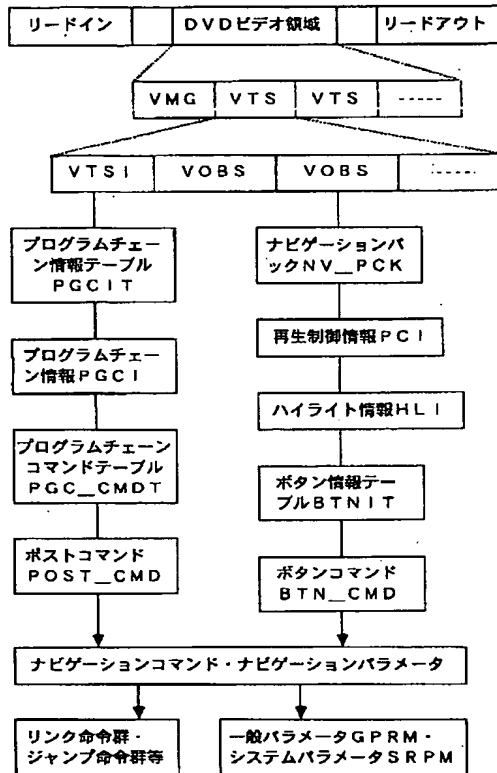 リードイン DVDビデオ領域 リードアウト
VMG VTS VTS -----
VTSI VOBS VOBS -----
プログラムチェー
ン情報テーブル
PGCIT
ナビゲーションパ
ックNV__PCK
プログラムチェー
ン情報PGCI
再生制御情報PCI
ハイライト情報HLI
プログラムチェーン
コマンドテーブル
PGC__CMDT
ボタン情報テー
ブルBTNIT
ポストコマンド
POST__CMD
ボタンコマンド
BTN__CMD
ナビゲーションコマンド・ナビゲーションパラメータ
リンク命令群・
ジャンプ命令群等
一般パラメータGPRM・
システムパラメータSRPM